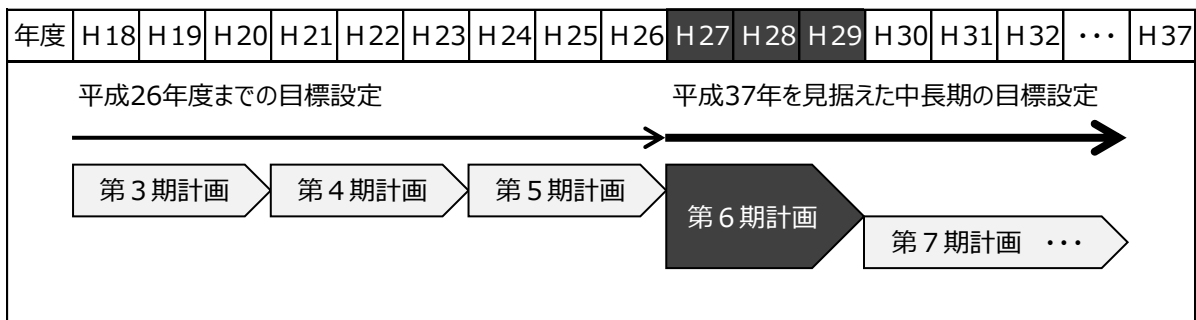 年度 H18 H19 H20 H21 H22 H23 H24 H25 H26 H27 H28 H29 H30 H31 H32 ・・・ H37
平成26年度までの目標設定 平成37年を見据えた中長期の目標設定
第3期計画 第4期計画 第5期計画
第6期計画
第7期計画 ・・・